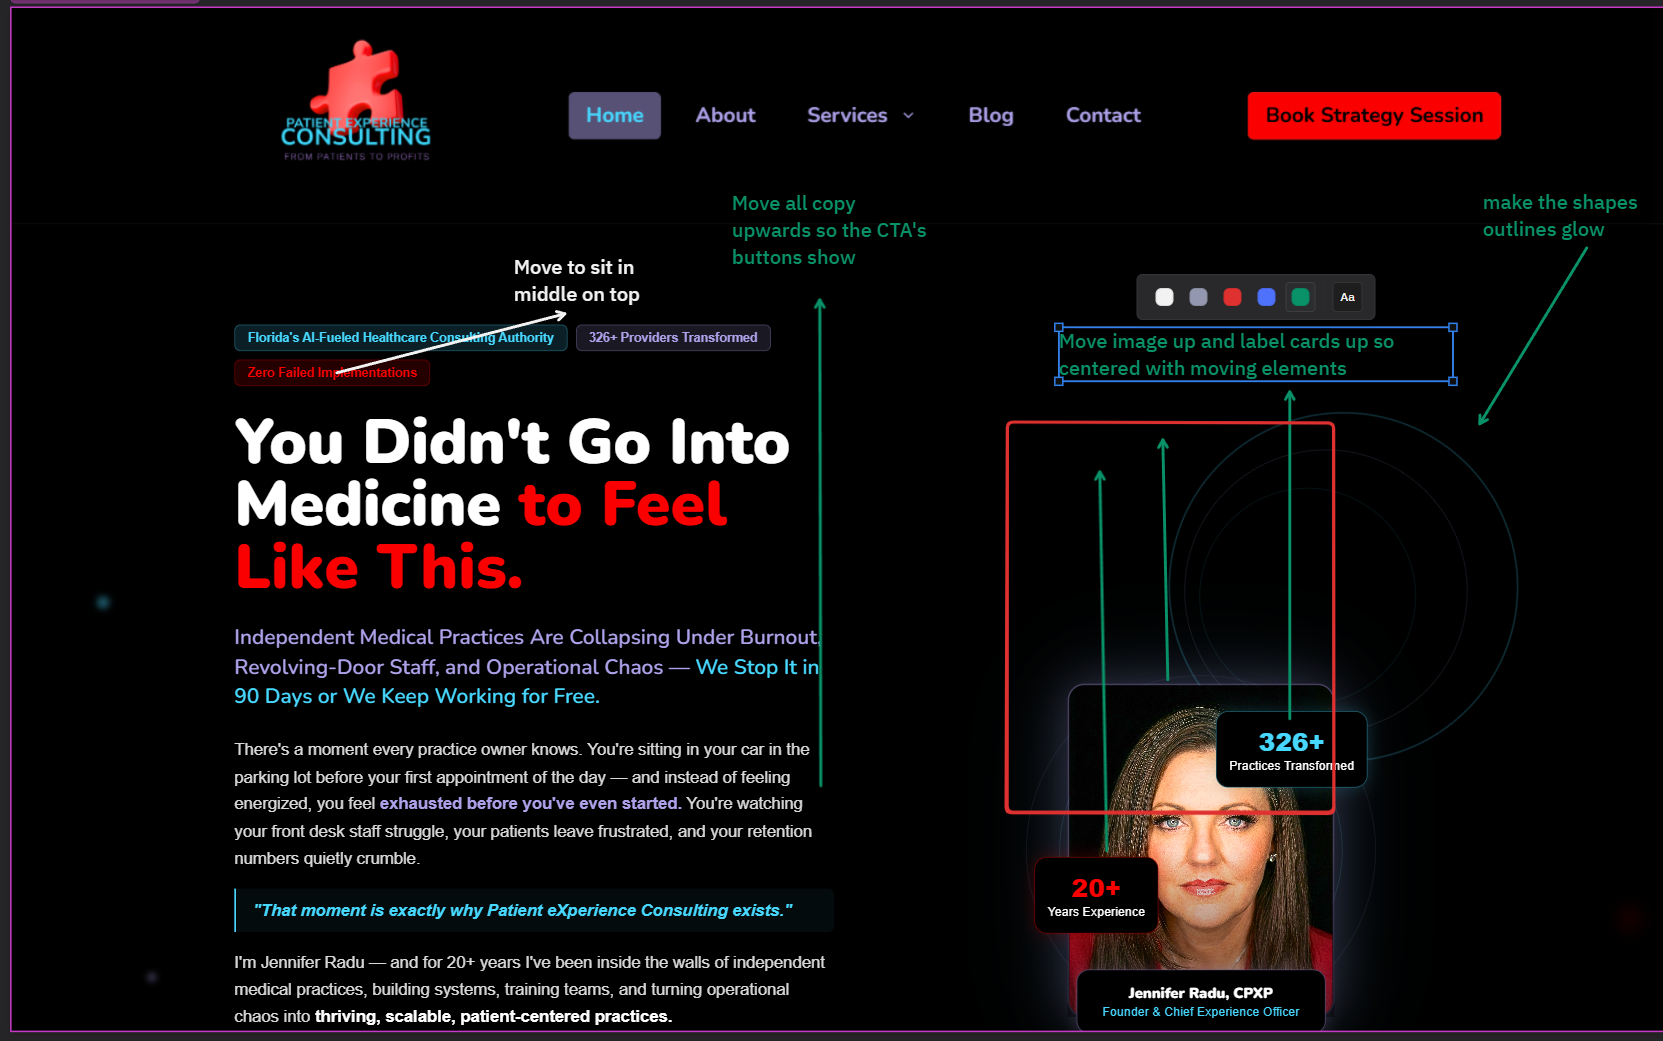 PATIENT EXPERIENCE
CONSULTING
FROM PATIENTS TO PROFITS
Home
About
Services
Blog
Contact
Book Strategy Session
Move all copy
upwards so the CTA's
buttons show
make the shapes
outlines glow
Move to sit in
middle on top
Aa
Florida's AI-Fueled Healthcare Consulting Authority
326+ Providers Transformed
Zero Failed Implementations
Move image up and label cards up so
centered with moving elements
You Didn't Go Into
Medicine to Feel
Like This.
Independent Medical Practices Are Collapsing Under Burnout,
Revolving-Door Staff, and Operational Chaos — We Stop It in
90 Days or We Keep Working for Free.
There's a moment every practice owner knows. You're sitting in your car in the
parking lot before your first appointment of the day — and instead of feeling
energized, you feel exhausted before you've even started. You're watching
your front desk staff struggle, your patients leave frustrated, and your retention
numbers quietly crumble.
"That moment is exactly why Patient eXperience Consulting exists."
I'm Jennifer Radu — and for 20+ years I've been inside the walls of independent
medical practices, building systems, training teams, and turning operational
chaos into thriving, scalable, patient-centered practices.
326+
Practices Transformed
20+
Years Experience
Jennifer Radu, CPXP
Founder & Chief Experience Officer